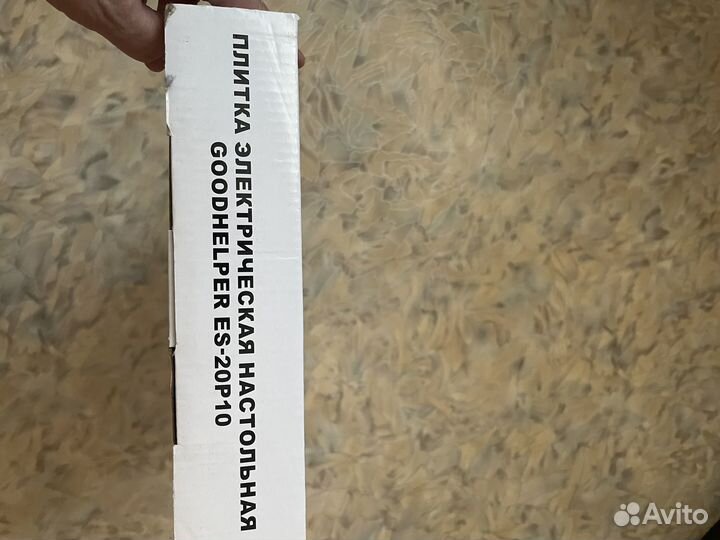 ПЛИТКА ЭЛЕКТРИЧЕСКАЯ НАСТОЛЬНАЯ
GOODHELPER ES-20P10
Avito